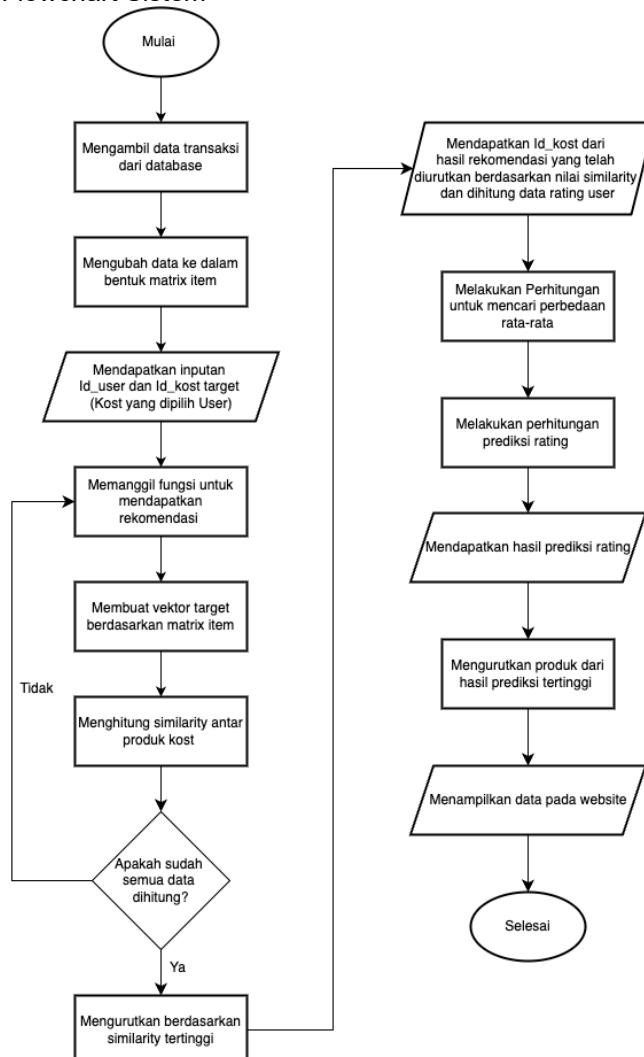 Flowchart Sistem
Mulai
Mengambil data transaksi
dari database
Mengubah data ke dalam
bentuk matrix item
Mendapatkan inputan
Id_user dan Id_kost target
(Kost yang dipilih User)
Memanggil fungsi untuk
mendapatkan
rekomendasi
Membuat vektor target
berdasarkan matrix item
Tidak
Menghitung similarity antar
produk kost
Apakah sudah
semua data
dihitung?
Ya
Mengurutkan berdasarkan
similarity tertinggi
Mendapatkan Id_kost dari
hasil rekomendasi yang telah
diurutkan berdasarkan nilai similarity
dan dihitung data rating user
Melakukan Perhitungan
untuk mencari perbedaan
rata-rata
Melakukan perhitungan
prediksi rating
Mendapatkan hasil prediksi rating
Mengurutkan produk dari
hasil prediksi tertinggi
Menampilkan data pada website
Selesai